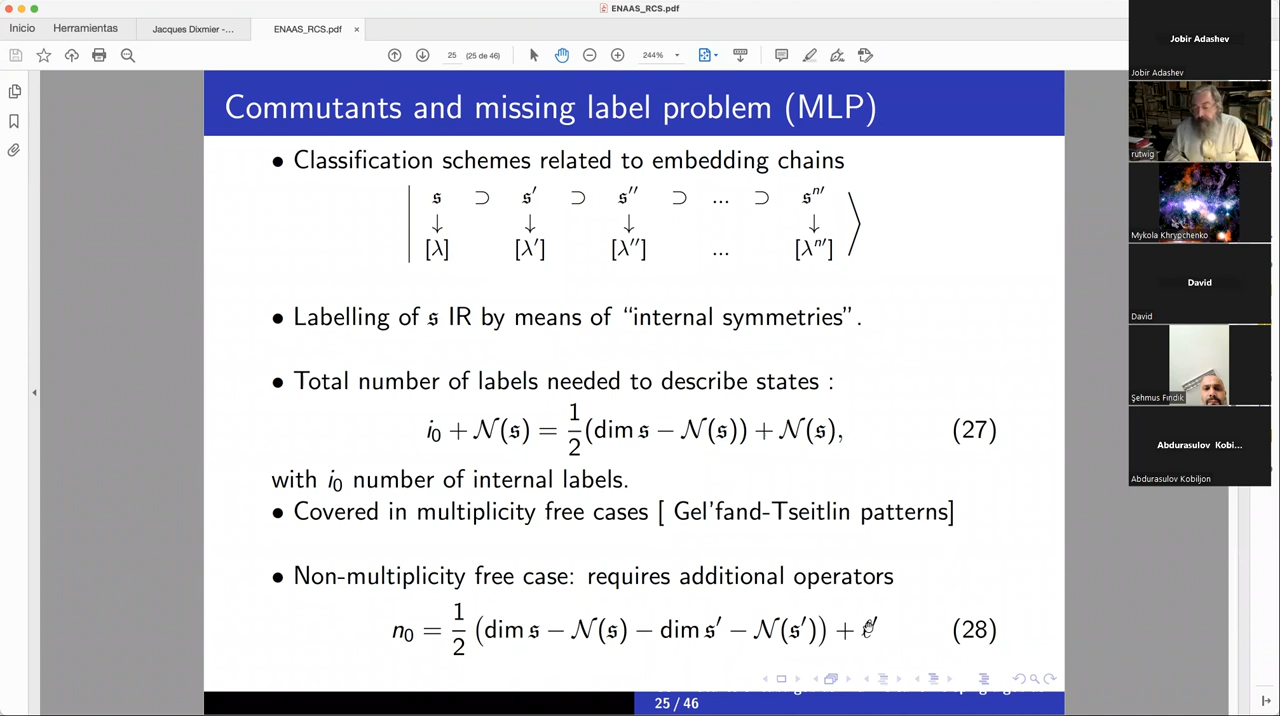 ENAAS_RCS.pdf
Inicio Herramientas Jacques Dixmier -... ENAAS_RCS.pdf ×
25 (25 de 46) 244%
Commutants and missing label problem (MLP)
• Classification schemes related to embedding chains
𝔰 ⊃ 𝔰′ ⊃ 𝔰′′ ⊃ ... ⊃ 𝔰ⁿ′
↓ ↓ ↓ ↓
[λ] [λ′] [λ′′] ... [λⁿ′]
• Labelling of 𝔰 IR by means of “internal symmetries”.
• Total number of labels needed to describe states :
i₀ + 𝒩(𝔰) = 1/2 (dim 𝔰 − 𝒩(𝔰)) + 𝒩(𝔰), (27)
with i₀ number of internal labels.
• Covered in multiplicity free cases [ Gel’fand-Tseitlin patterns]
• Non-multiplicity free case: requires additional operators
n₀ = 1/2 (dim 𝔰 − 𝒩(𝔰) − dim 𝔰′ − 𝒩(𝔰′)) + ℓ′ (28)
25 / 46
Jobir Adashev
Jobir Adashev
rutwig
Mykola Khrypchenko
David
David
Şehmus Fındık
Abdurasulov Kobi...
Abdurasulov Kobiljon